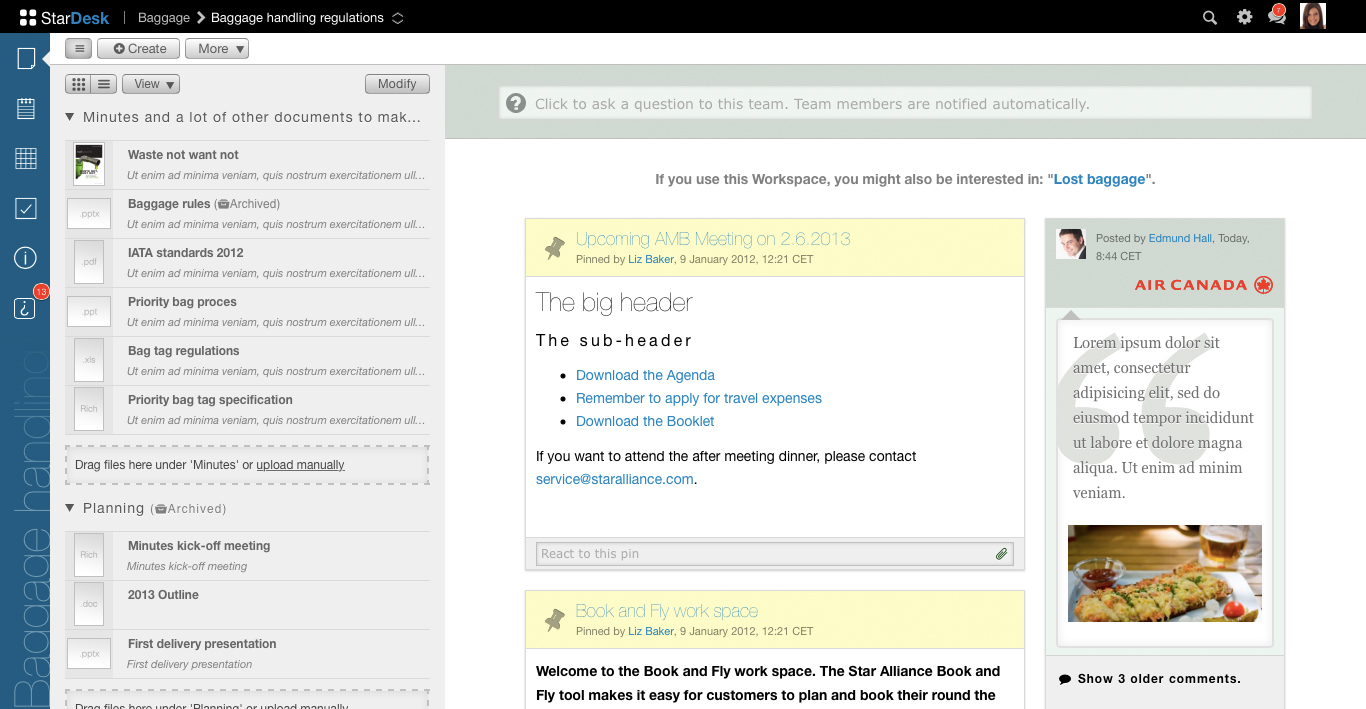 StarDesk Baggage Baggage handling regulations
7
Create More
View Modify
Minutes and a lot of other documents to mak...
Waste not want not
Ut enim ad minima veniam, quis nostrum exercitationem ull...
.pptx
Baggage rules (Archived)
Ut enim ad minima veniam, quis nostrum exercitationem ull...
.pdf
IATA standards 2012
Ut enim ad minima veniam, quis nostrum exercitationem ull...
.ppt
Priority bag proces
Ut enim ad minima veniam, quis nostrum exercitationem ull...
.xls
Bag tag regulations
Ut enim ad minima veniam, quis nostrum exercitationem ull...
Rich
Priority bag tag specification
Ut enim ad minima veniam, quis nostrum exercitationem ull...
Drag files here under 'Minutes' or upload manually
Planning (Archived)
Rich
Minutes kick-off meeting
Minutes kick-off meeting
.doc
2013 Outline
.pptx
First delivery presentation
First delivery presentation
Drag files here under 'Planning' or upload manually
13
Baggage handling
Click to ask a question to this team. Team members are notified automatically.
If you use this Workspace, you might also be interested in: "Lost baggage".
Upcoming AMB Meeting on 2.6.2013
Pinned by Liz Baker, 9 January 2012, 12:21 CET
The big header
The sub-header
Download the Agenda
Remember to apply for travel expenses
Download the Booklet
If you want to attend the after meeting dinner, please contact
service@staralliance.com.
React to this pin
Book and Fly work space
Pinned by Liz Baker, 9 January 2012, 12:21 CET
Welcome to the Book and Fly work space. The Star Alliance Book and
Fly tool makes it easy for customers to plan and book their round the
Posted by Edmund Hall, Today,
8:44 CET
AIR CANADA
Lorem ipsum dolor sit
amet, consectetur
adipisicing elit, sed do
eiusmod tempor incididunt
ut labore et dolore magna
aliqua. Ut enim ad minim
veniam.
Show 3 older comments.